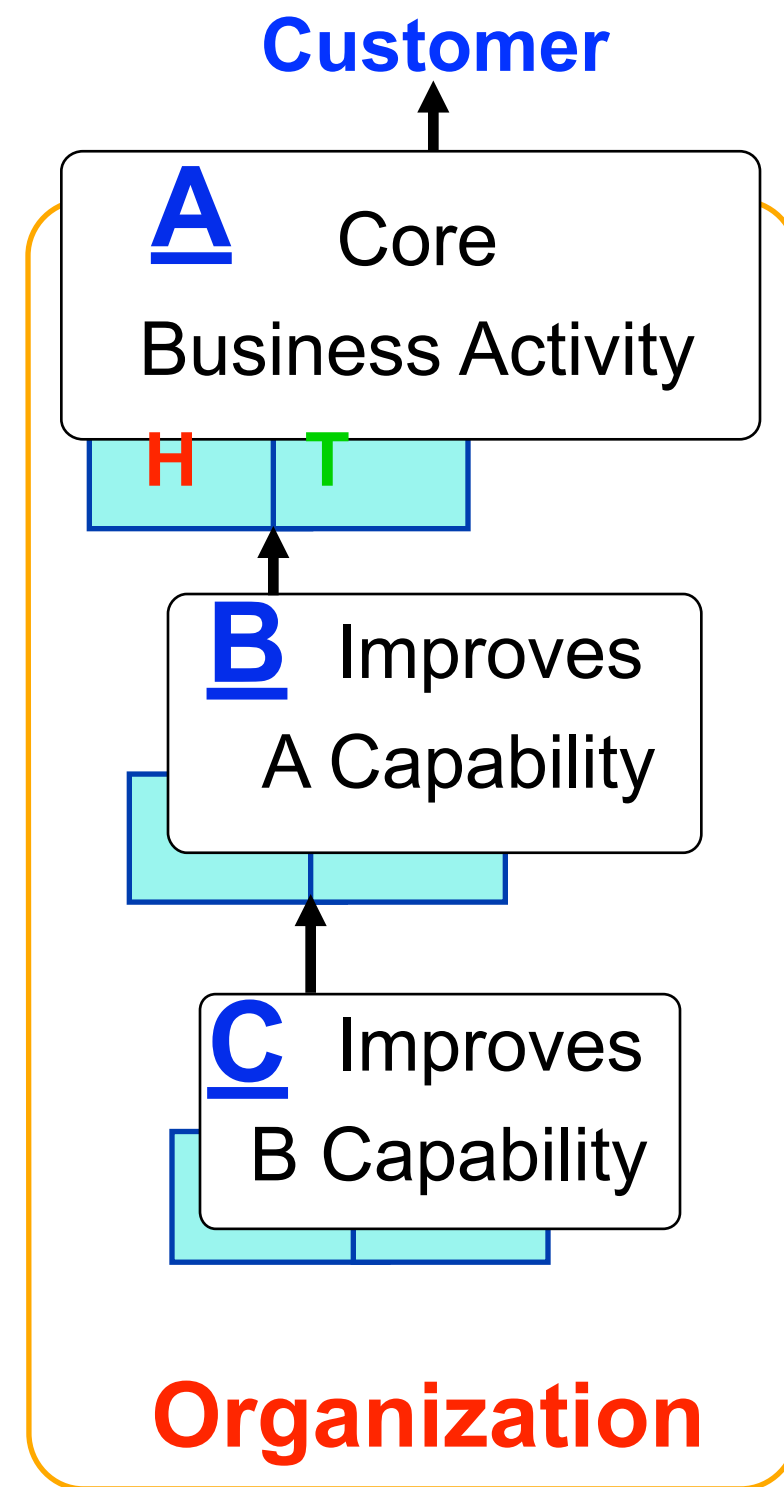 Customer
A Core
Business Activity
H T
B Improves
A Capability
C Improves
B Capability
Organization